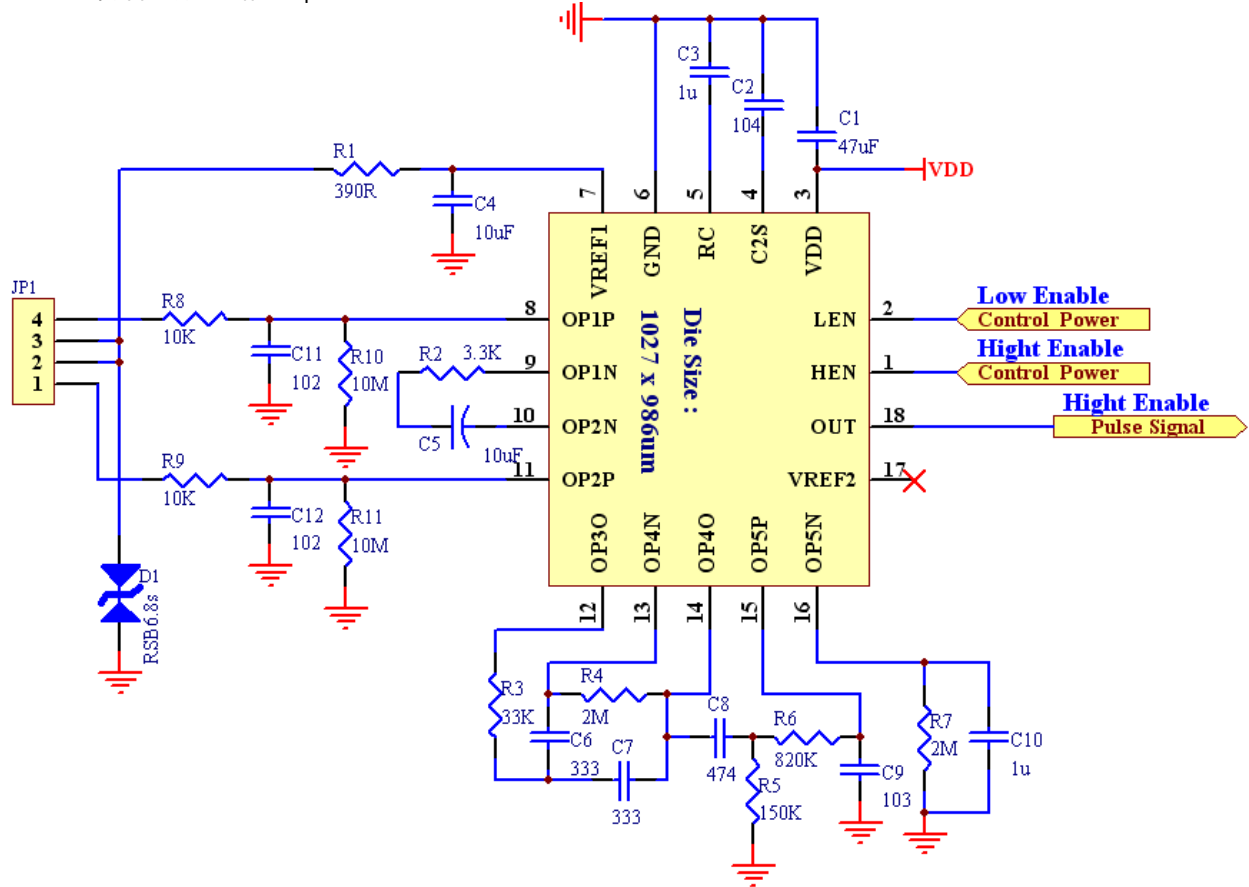 C3
1u
C2
104
C1
47uF
VDD
R1
390R
C4
10uF
7
6
5
4
3
VREF1
GND
RC
C2S
VDD
JP1
4
3
2
1
R8
10K
C11
102
R10
10M
R2
3.3K
C5
10uF
R9
10K
C12
102
R11
10M
D1
RSB6.8s
8
OP1P
9
OP1N
10
OP2N
11
OP2P
Die Size :
1027 x 986um
LEN
2
HEN
1
OUT
18
VREF2
17
Low Enable
Control Power
Hight Enable
Control Power
Hight Enable
Pulse Signal
OP3O
OP4N
OP4O
OP5P
OP5N
12
13
14
15
16
R3
33K
R4
2M
C6
333
C7
333
C8
474
R5
150K
R6
820K
C9
103
R7
2M
C10
1u